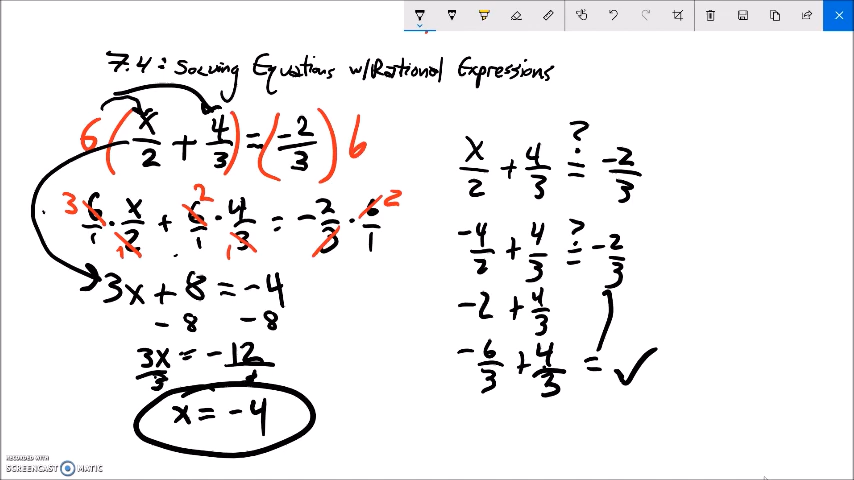 7.4: Solving Equations w/Rational Expressions
6 (x/2 + 4/3) = (-2/3) 6
3 6/1 · x/2 1 + 2 6/1 · 4/3 1 = -2/3 · 6/1 2
3x + 8 = -4
- 8 - 8
3x/3 = -12/
x = -4
x/2 + 4/3 ?= -2/3
-4/2 + 4/3 ?= -2/3
-2 + 4/3
-6/3 + 4/3 = ✓
RECORDED WITH
SCREENCAST MATIC